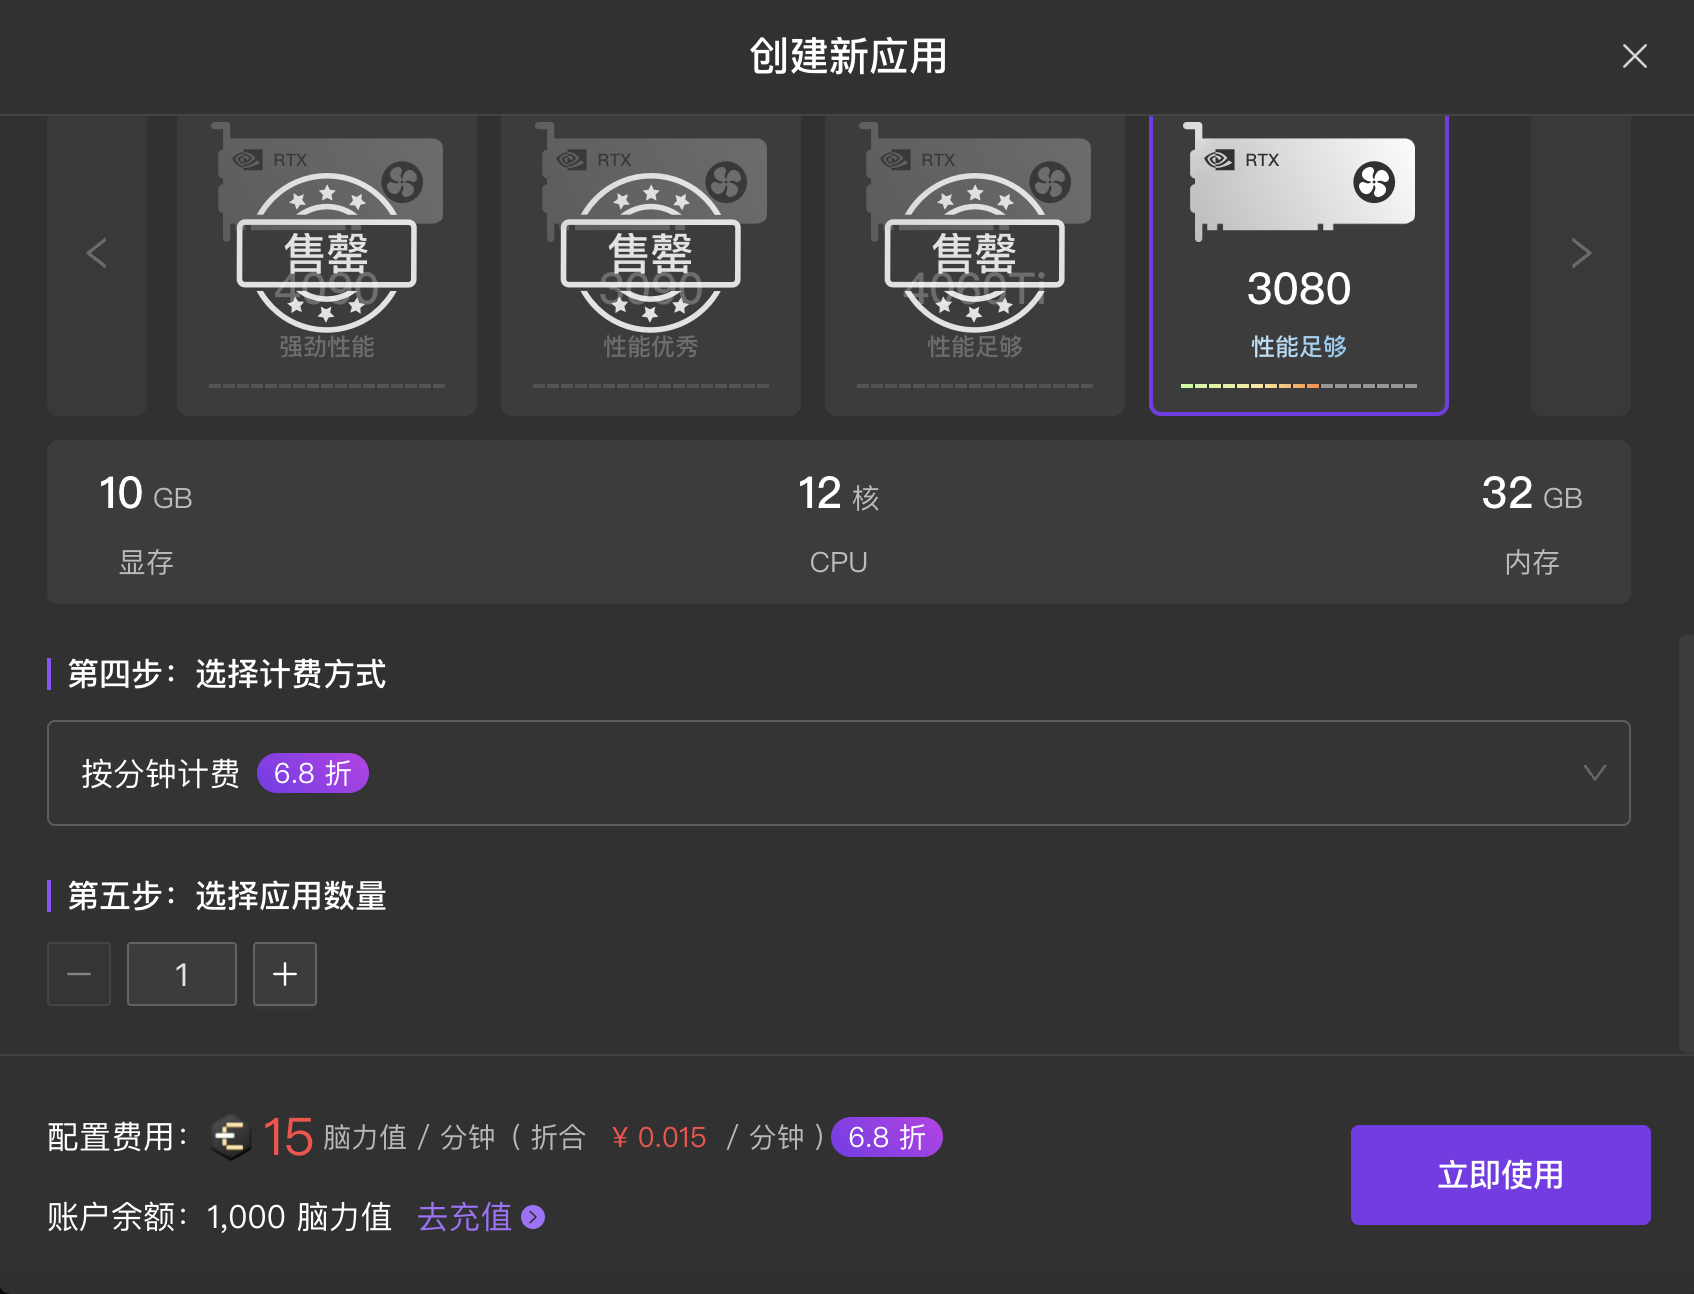 创建新应用
RTX
售罄
4090
强劲性能
RTX
售罄
3090
性能优秀
RTX
售罄
4060Ti
性能足够
RTX
3080
性能足够
10 GB
显存
12 核
CPU
32 GB
内存
第四步：选择计费方式
按分钟计费 6.8 折
第五步：选择应用数量
1
配置费用： 15 脑力值 / 分钟 ( 折合 ¥ 0.015 / 分钟 ) 6.8 折
账户余额：1,000 脑力值 去充值
立即使用